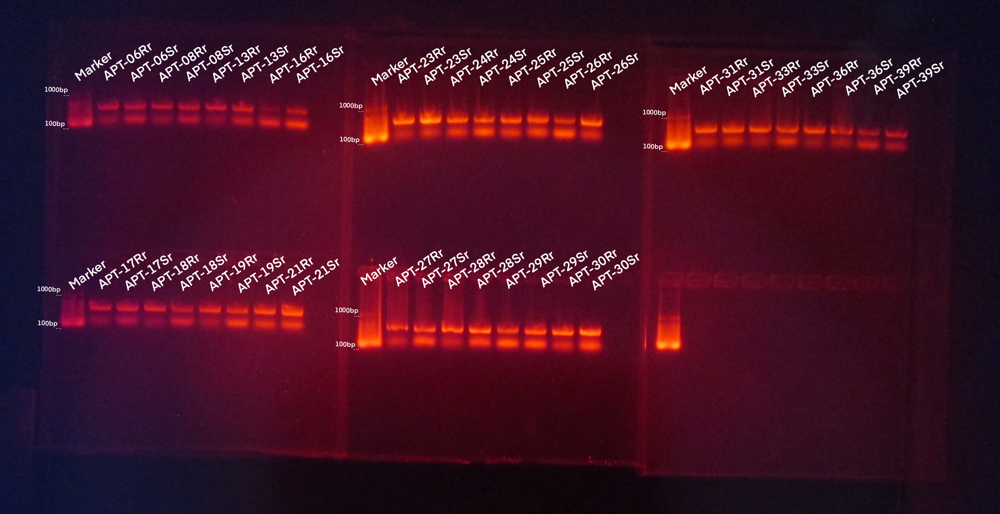 Marker
APT-06Rr
APT-06Sr
APT-08Rr
APT-08Sr
APT-13Rr
APT-13Sr
APT-16Rr
APT-16Sr
1000bp
100bp
Marker
APT-23Rr
APT-23Sr
APT-24Rr
APT-24Sr
APT-25Rr
APT-25Sr
APT-26Rr
APT-26Sr
1000bp
100bp
Marker
APT-31Rr
APT-31Sr
APT-33Rr
APT-33Sr
APT-36Rr
APT-36Sr
APT-39Rr
APT-39Sr
1000bp
100bp
Marker
APT-17Rr
APT-17Sr
APT-18Rr
APT-18Sr
APT-19Rr
APT-19Sr
APT-21Rr
APT-21Sr
1000bp
100bp
Marker
APT-27Rr
APT-27Sr
APT-28Rr
APT-28Sr
APT-29Rr
APT-29Sr
APT-30Rr
APT-30Sr
1000bp
100bp